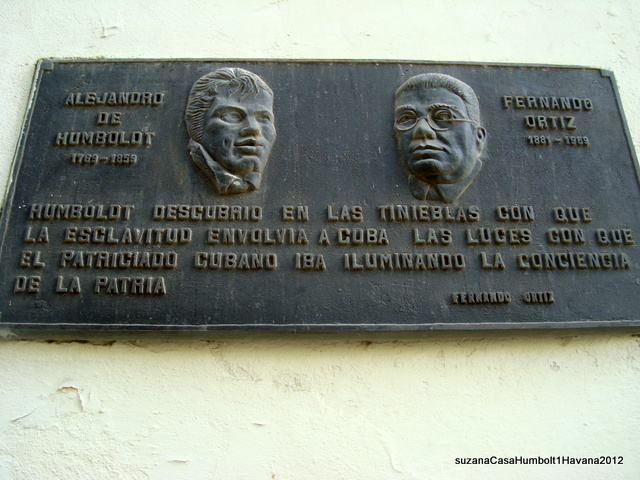 ALEJANDRO
DE
HUMBOLDT
1769-1859
FERNANDO
ORTIZ
1881-1969
HUMBOLDT DESCUBRIO EN LAS TINIEBLAS CON QUE
LA ESCLAVITUD ENVOLVIA A CUBA LAS LUCES CON QUE
EL PATRICIADO CUBANO IBA ILUMINANDO LA CONCIENCIA
DE LA PATRIA
FERNANDO ORTIZ
suzanaCasaHumbolt1Havana2012